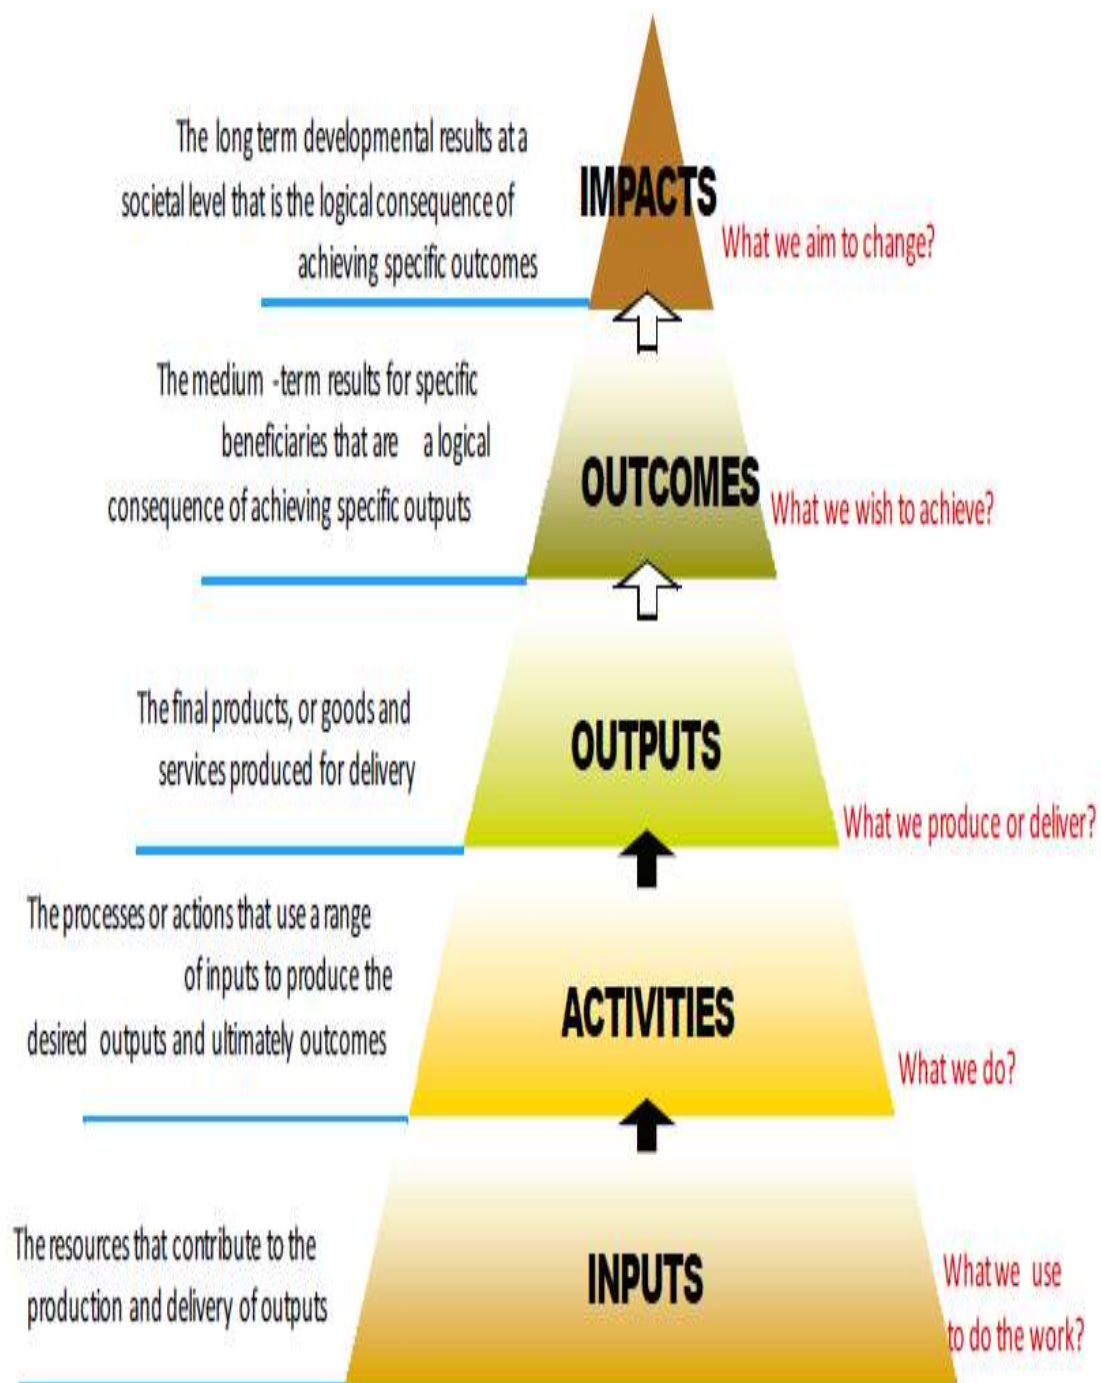 The long term developmental results at a
societal level that is the logical consequence of
achieving specific outcomes
IMPACTS
What we aim to change?
The medium -term results for specific
beneficiaries that are a logical
consequence of achieving specific outputs
OUTCOMES
What we wish to achieve?
The final products, or goods and
services produced for delivery
OUTPUTS
What we produce or deliver?
The processes or actions that use a range
of inputs to produce the
desired outputs and ultimately outcomes
ACTIVITIES
What we do?
The resources that contribute to the
production and delivery of outputs
INPUTS
What we use
to do the work?